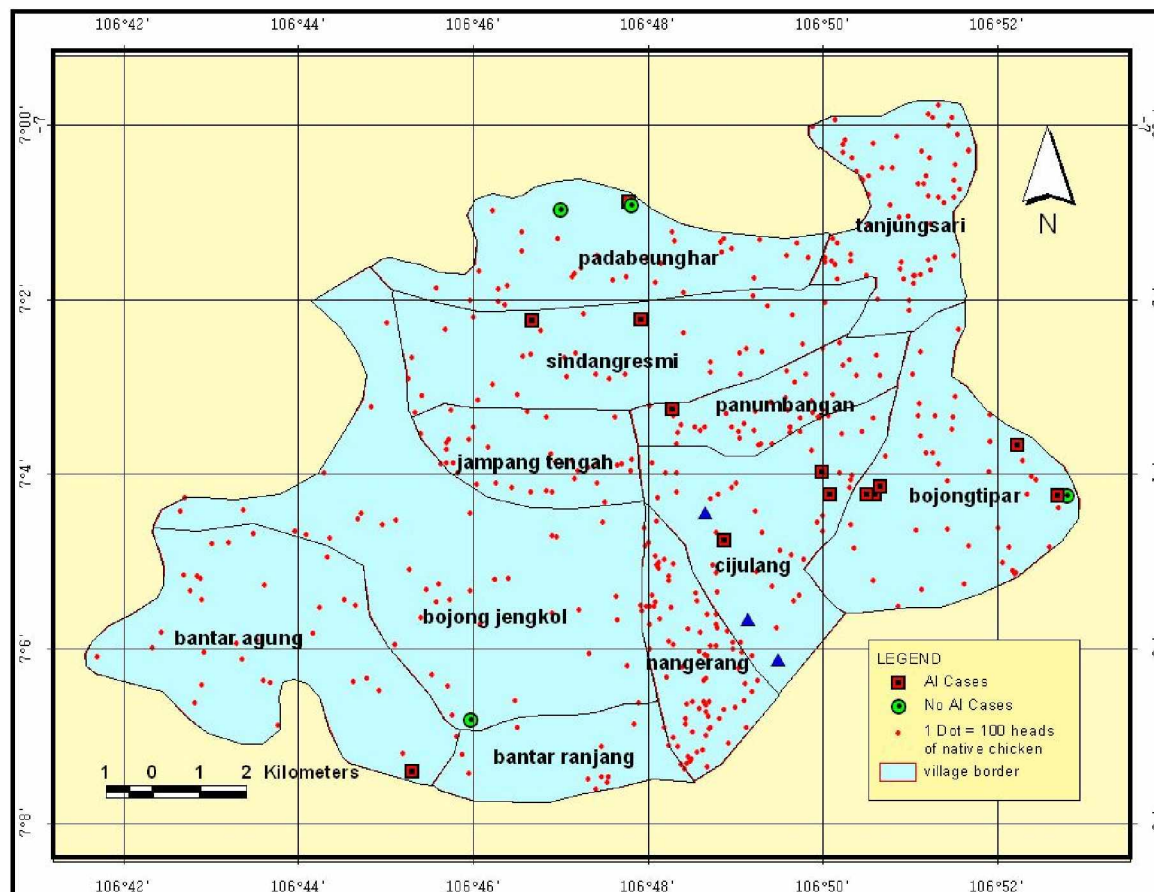 106°42' 106°44' 106°46' 106°48' 106°50' 106°52'
7°00'
tanjungsari
N
padabeunghar
7°2'
sindangresmi
panumbangan
jampang tengah
7°4'
bojongtipar
cijulang
bojong jengkol
bantar agung
7°6'
nangerang
LEGEND
AI Cases
No AI Cases
1 Dot = 100 heads
of native chicken
village border
bantar ranjang
1 0 1 2 Kilometers
7°8'
106°42' 106°44' 106°46' 106°48' 106°50' 106°52'